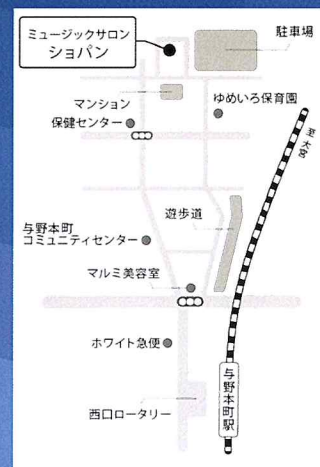 ミュージックサロン
ショパン
駐車場
マンション
ゆめいろ保育園
保健センター
至大宮
遊歩道
与野本町
コミュニティセンター
マルミ美容室
ホワイト急便
与野本町駅
西口ロータリー